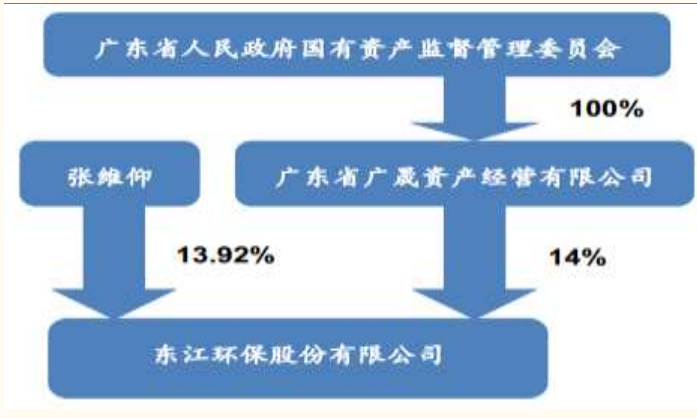 广东省人民政府国有资产监督管理委员会
100%
张维仰
广东省广晟资产经营有限公司
13.92%
14%
东江环保股份有限公司